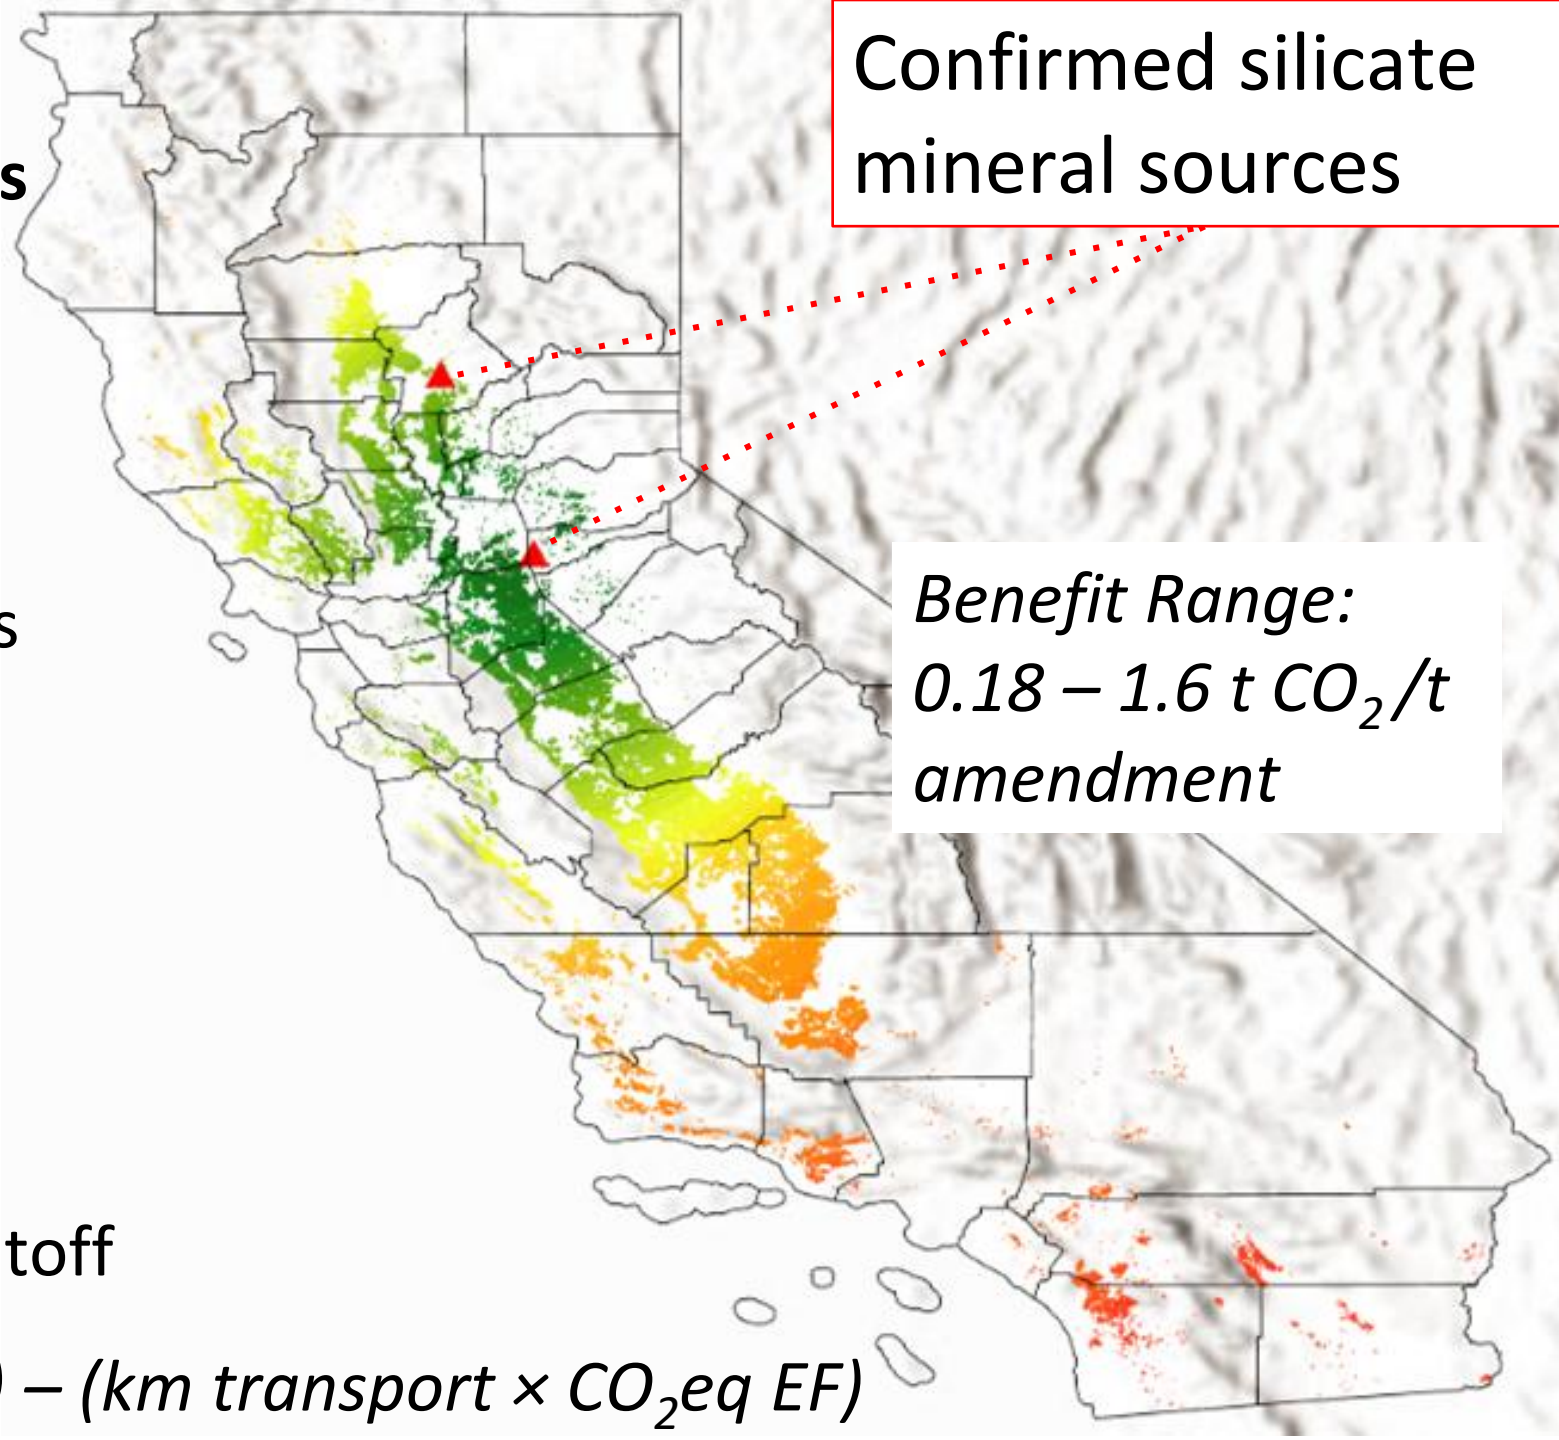 Confirmed silicate
mineral sources
s
s
Benefit Range:
0.18 – 1.6 t CO₂/t
amendment
toff
) – (km transport × CO₂eq EF)